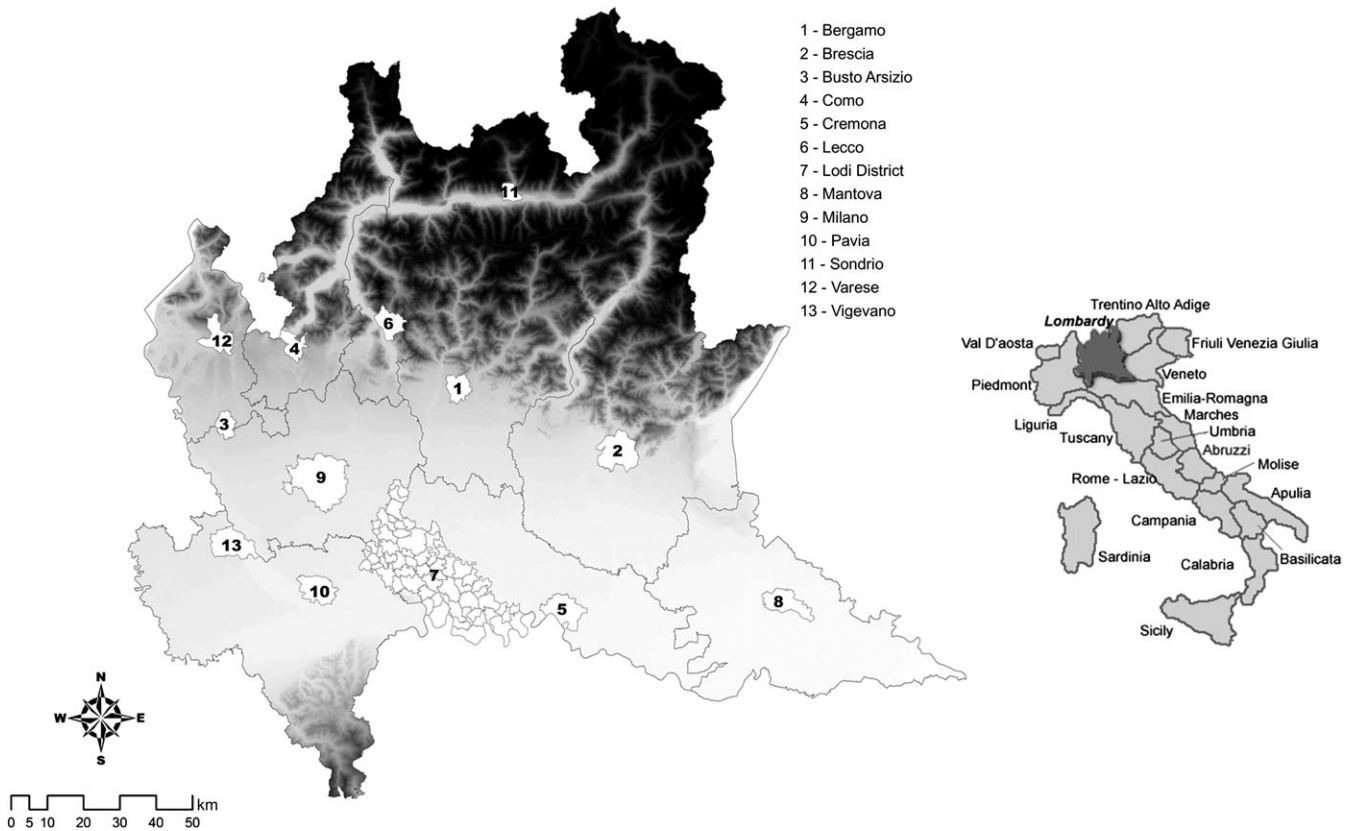 1 - Bergamo
2 - Brescia
3 - Busto Arsizio
4 - Como
5 - Cremona
6 - Lecco
7 - Lodi District
8 - Mantova
9 - Milano
10 - Pavia
11 - Sondrio
12 - Varese
13 - Vigevano
11
6
12
4
1
3
2
9
13
7
10
5
8
N
W E
S
0 5 10 20 30 40 50 km
Trentino Alto Adige
Lombardy
Val D'aosta
Friuli Venezia Giulia
Piedmont
Veneto
Emilia-Romagna
Liguria
Marches
Tuscany
Umbria
Abruzzi
Molise
Rome - Lazio
Apulia
Campania
Sardinia
Calabria
Basilicata
Sicily